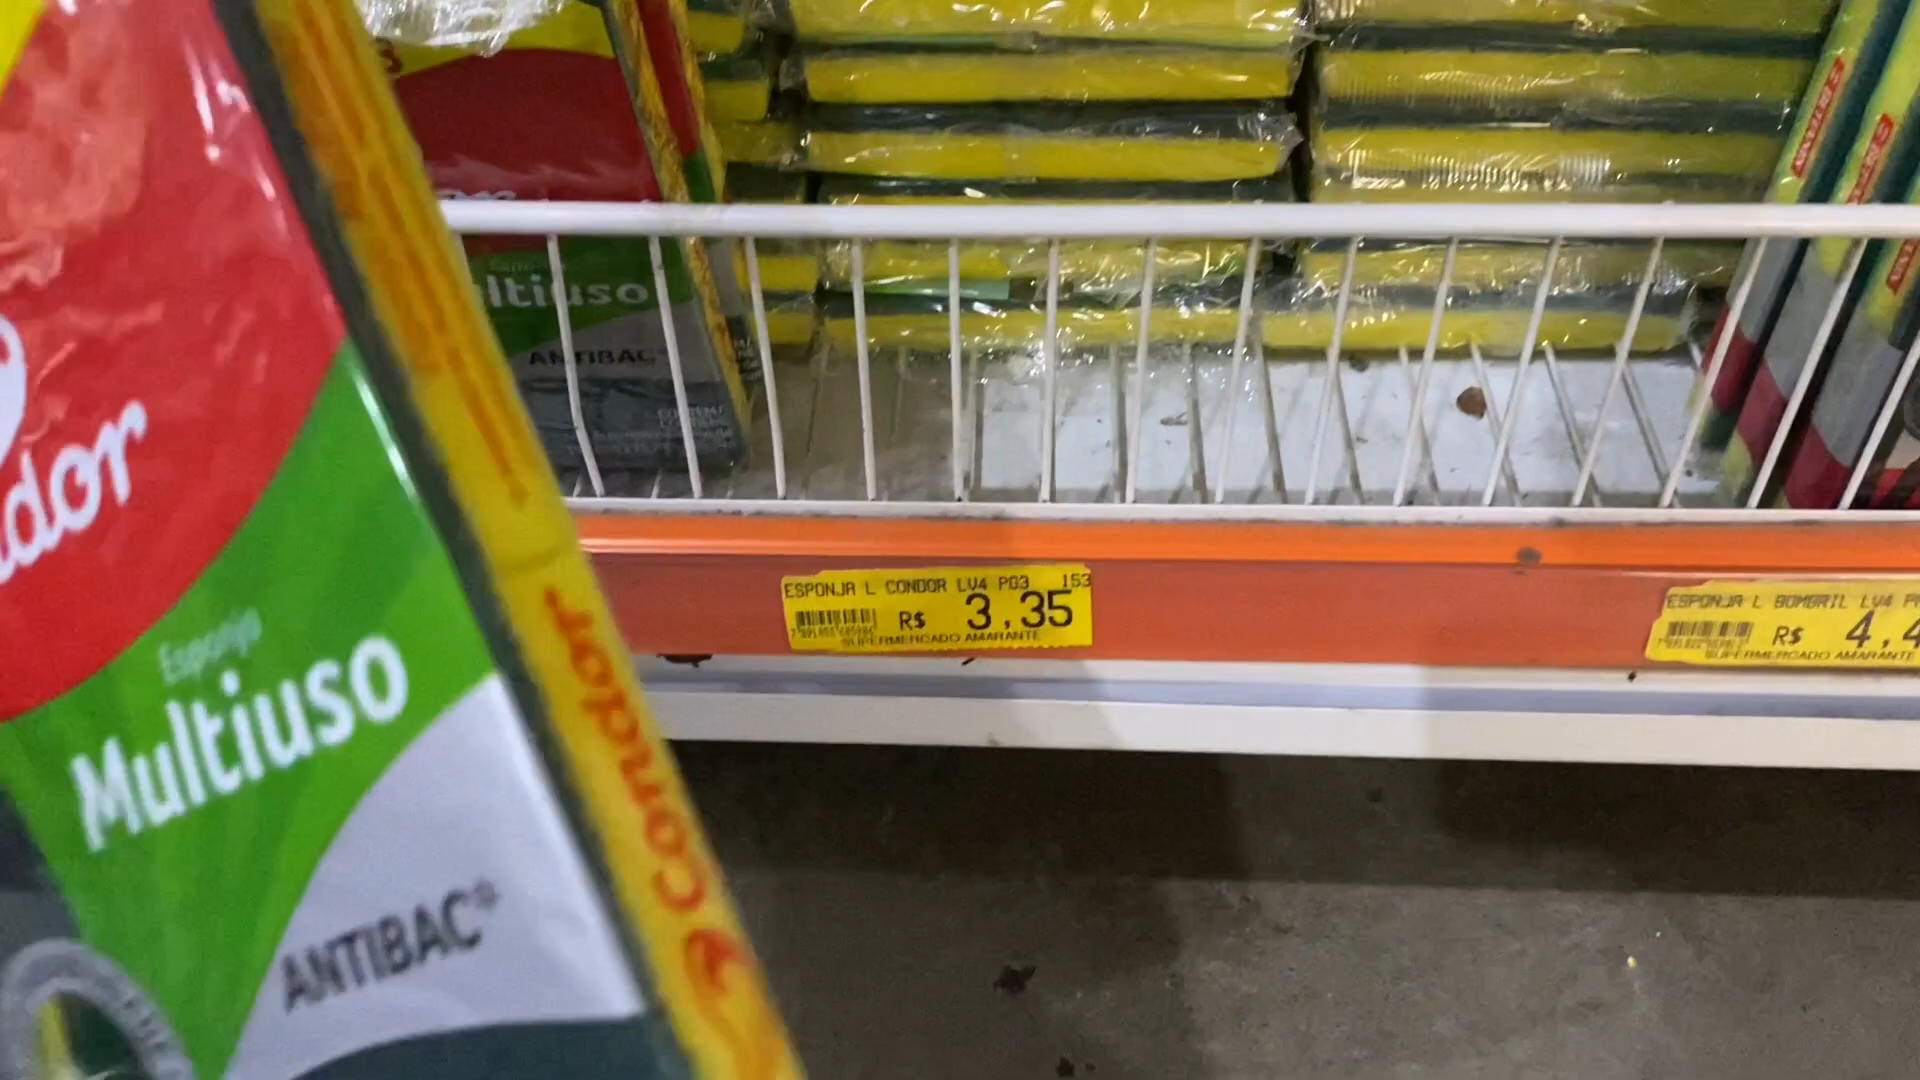 ltiuso
ANTIBAC
dor
Esponja
Multiuso
ANTIBAC*
Condor
ESPONJA L CONDOR LV4 PG3 153
R$ 3,35
SUPERMERCADO AMARANTE
ESPONJA L BOMBRIL LV4
R$ 4,4
SUPERMERCADO AMARANTE